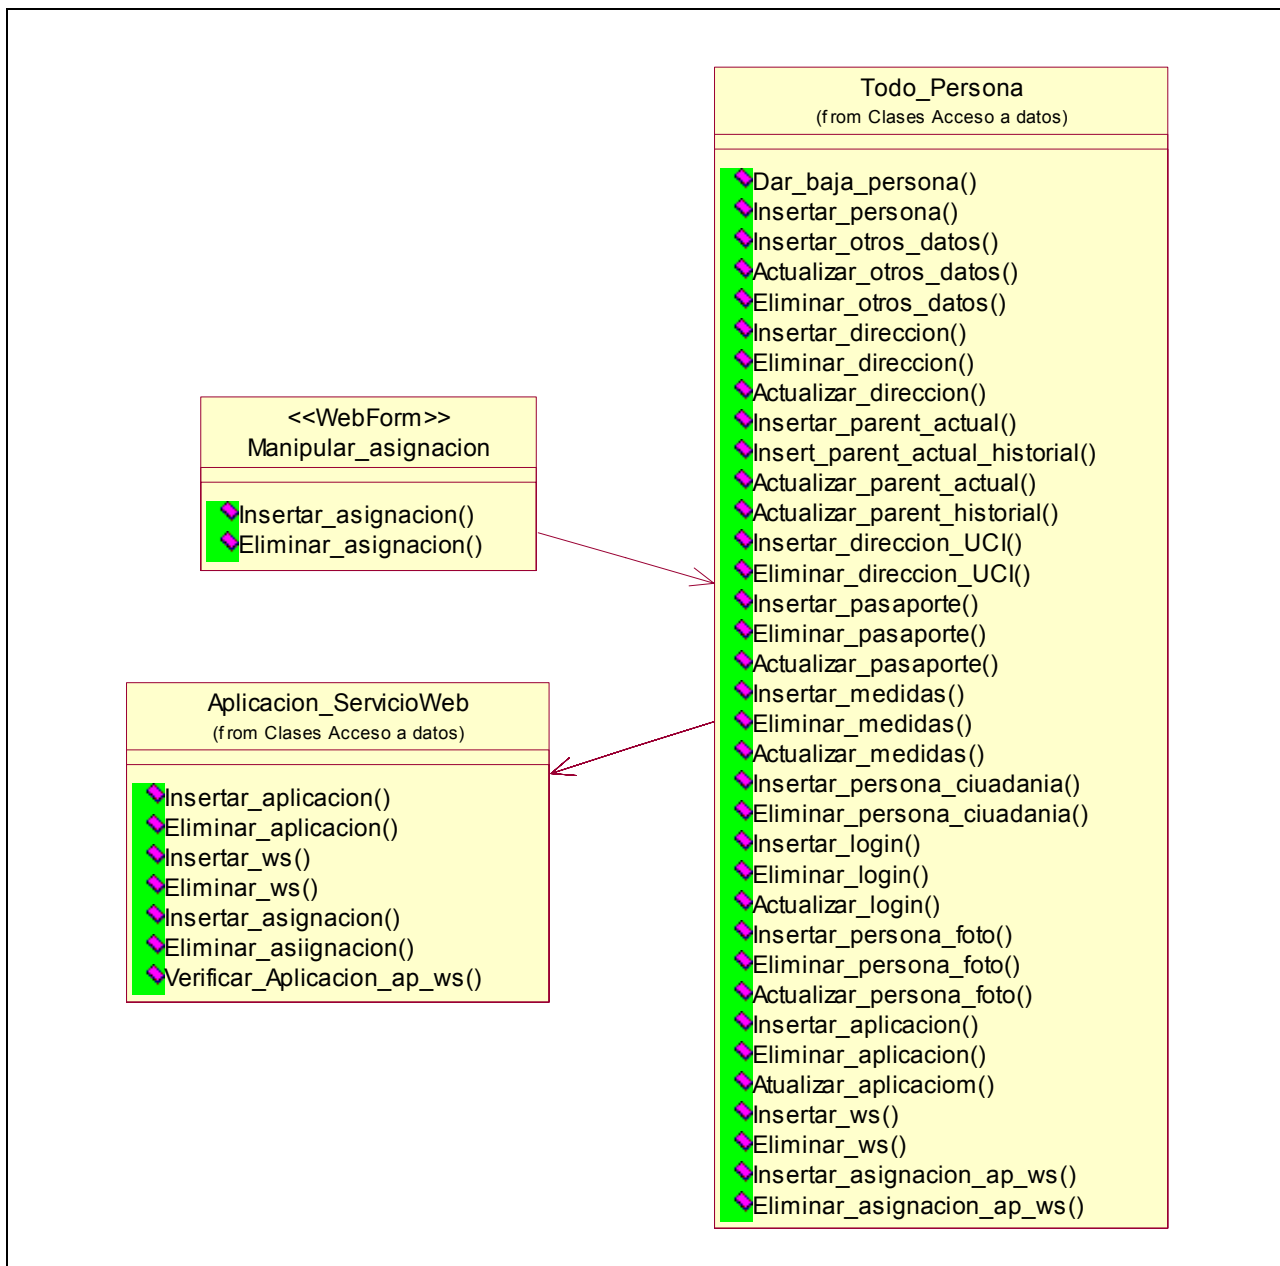 Todo_Persona
(from Clases Acceso a datos)
Dar_baja_persona()
Insertar_persona()
Insertar_otros_datos()
Actualizar_otros_datos()
Eliminar_otros_datos()
Insertar_direccion()
Eliminar_direccion()
Actualizar_direccion()
Insertar_parent_actual()
Insert_parent_actual_historial()
Actualizar_parent_actual()
Actualizar_parent_historial()
Insertar_direccion_UCI()
Eliminar_direccion_UCI()
Insertar_pasaporte()
Eliminar_pasaporte()
Actualizar_pasaporte()
Insertar_medidas()
Eliminar_medidas()
Actualizar_medidas()
Insertar_persona_ciuadania()
Eliminar_persona_ciuadania()
Insertar_login()
Eliminar_login()
Actualizar_login()
Insertar_persona_foto()
Eliminar_persona_foto()
Actualizar_persona_foto()
Insertar_aplicacion()
Eliminar_aplicacion()
Atualizar_aplicaciom()
Insertar_ws()
Eliminar_ws()
Insertar_asignacion_ap_ws()
Eliminar_asignacion_ap_ws()
<<WebForm>>
Manipular_asignacion
Insertar_asignacion()
Eliminar_asignacion()
Aplicacion_ServicioWeb
(from Clases Acceso a datos)
Insertar_aplicacion()
Eliminar_aplicacion()
Insertar_ws()
Eliminar_ws()
Insertar_asignacion()
Eliminar_asiignacion()
Verificar_Aplicacion_ap_ws()